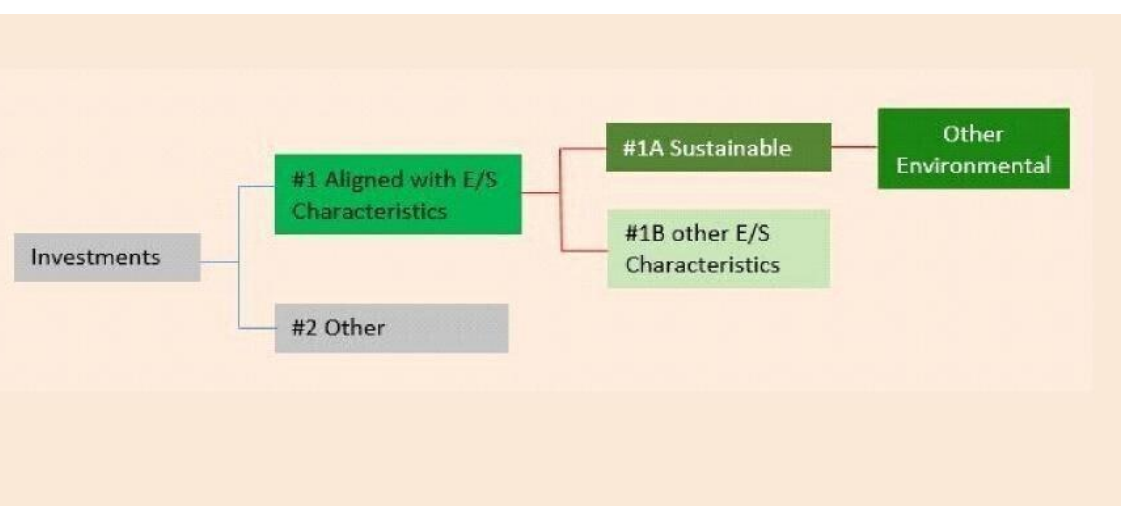 Other
Environmental
#1A Sustainable
#1 Aligned with E/S
Characteristics
#1B other E/S
Characteristics
Investments
#2 Other